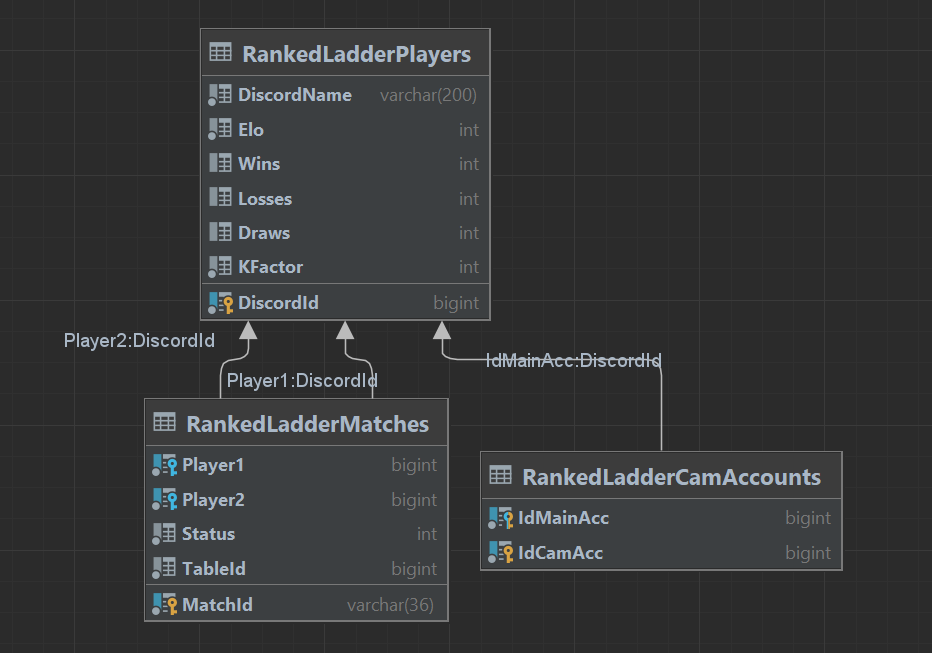 RankedLadderPlayers
DiscordName varchar(200)
Elo int
Wins int
Losses int
Draws int
KFactor int
DiscordId bigint
Player2:DiscordId
Player1:DiscordId
IdMainAcc:DiscordId
RankedLadderMatches
Player1 bigint
Player2 bigint
Status int
TableId bigint
MatchId varchar(36)
RankedLadderCamAccounts
IdMainAcc bigint
IdCamAcc bigint